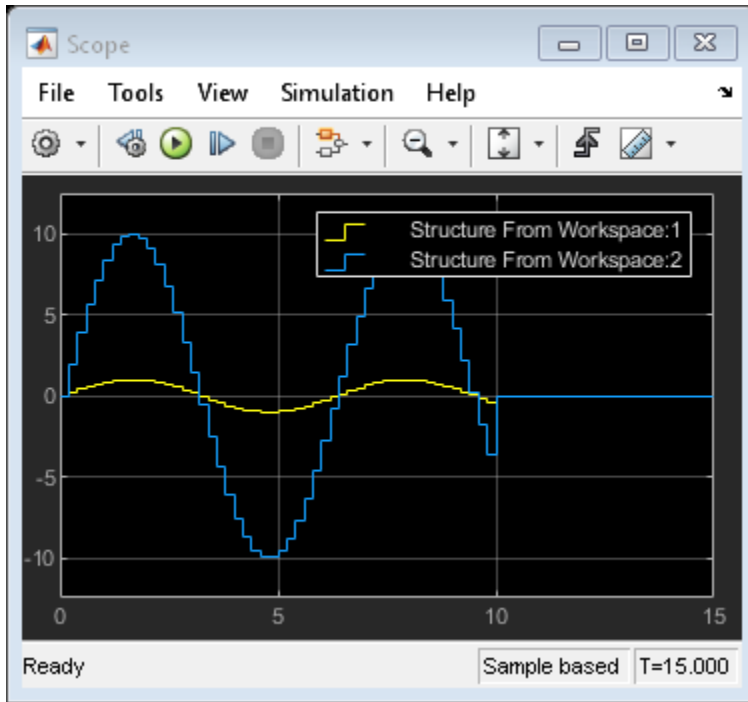 Scope
File Tools View Simulation Help
Structure From Workspace:1
Structure From Workspace:2
10
5
0
-5
-10
0 5 10 15
Ready Sample based T=15.000